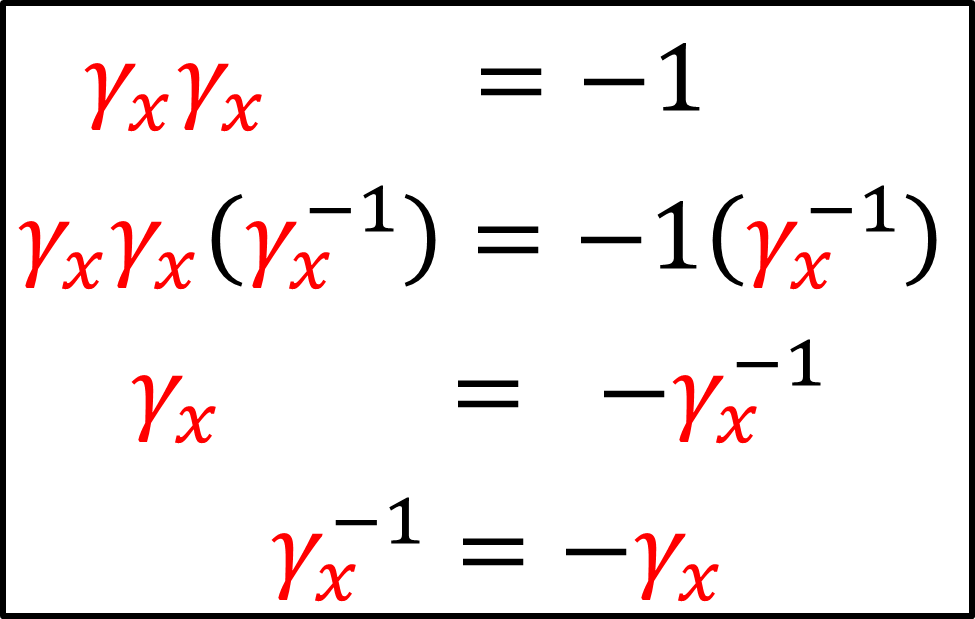 γₓγₓ = −1
γₓγₓ(γₓ⁻¹) = −1(γₓ⁻¹)
γₓ = −γₓ⁻¹
γₓ⁻¹ = −γₓ